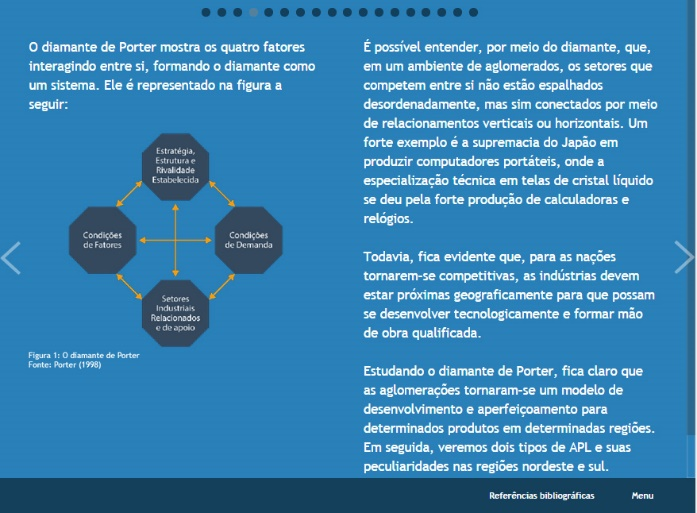 O diamante de Porter mostra os quatro fatores
interagindo entre si, formando o diamante como
um sistema. Ele é representado na figura a
seguir:
Estratégia,
Estrutura e
Rivalidade
Estabelecida
Condições
de Fatores
Condições
de Demanda
Setores
Industriais
Relacionados
e de apoio
Figura 1: O diamante de Porter
Fonte: Porter (1998)
É possível entender, por meio do diamante, que,
em um ambiente de aglomerados, os setores que
competem entre si não estão espalhados
desordenadamente, mas sim conectados por meio
de relacionamentos verticais ou horizontais. Um
forte exemplo é a supremacia do Japão em
produzir computadores portáteis, onde a
especialização técnica em telas de cristal líquido
se deu pela forte produção de calculadoras e
relógios.
Todavia, fica evidente que, para as nações
tornarem-se competitivas, as indústrias devem
estar próximas geograficamente para que possam
se desenvolver tecnologicamente e formar mão
de obra qualificada.
Estudando o diamante de Porter, fica claro que
as aglomerações tornaram-se um modelo de
desenvolvimento e aperfeiçoamento para
determinados produtos em determinadas regiões.
Em seguida, veremos dois tipos de APL e suas
peculiaridades nas regiões nordeste e sul.
Referências bibliográficas
Menu